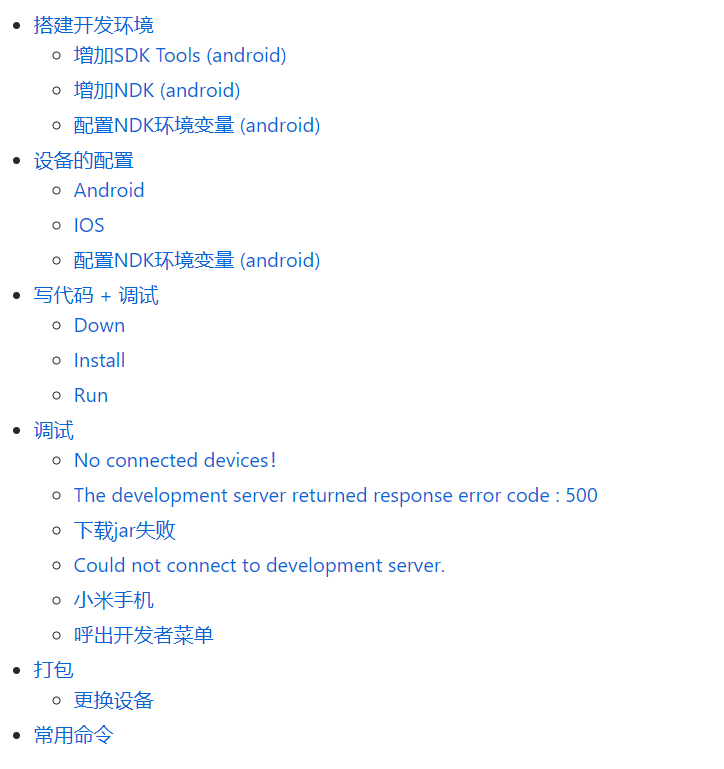 搭建开发环境
增加SDK Tools (android)
增加NDK (android)
配置NDK环境变量 (android)
设备的配置
Android
IOS
配置NDK环境变量 (android)
写代码 + 调试
Down
Install
Run
调试
No connected devices！
The development server returned response error code : 500
下载jar失败
Could not connect to development server.
小米手机
呼出开发者菜单
打包
更换设备
常用命令